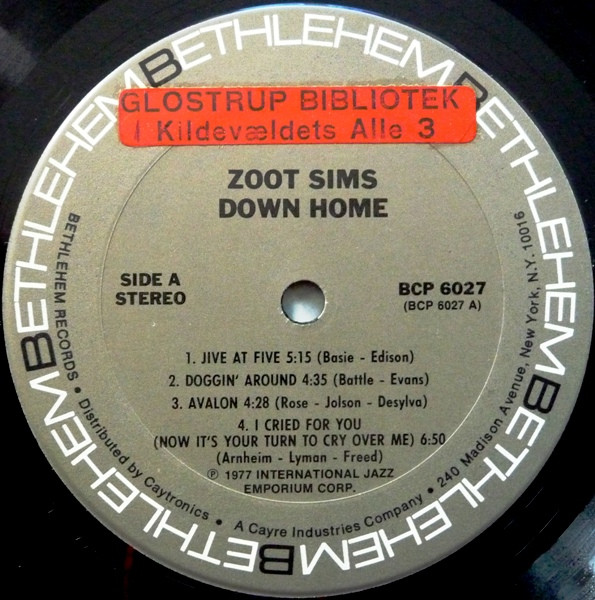 BETHLEHEM BETHLEHEM BETHLEHEM BETHLEHEM BETHLEHEM
GLOSTRUP BIBLIOTEK
Kildevældets Alle 3
ZOOT SIMS
DOWN HOME
SIDE A
STEREO
BCP 6027
(BCP 6027 A)
1. JIVE AT FIVE 5:15 (Basie - Edison)
2. DOGGIN' AROUND 4:35 (Battle - Evans)
3. AVALON 4:28 (Rose - Jolson - Desylva)
4. I CRIED FOR YOU
(NOW IT'S YOUR TURN TO CRY OVER ME) 6:50
(Arnheim - Lyman - Freed)
℗ 1977 INTERNATIONAL JAZZ
EMPORIUM CORP.
BETHLEHEM RECORDS • Distributed by Caytronics • A Cayre Industries Company • 240 Madison Avenue, New York, N.Y. 10016